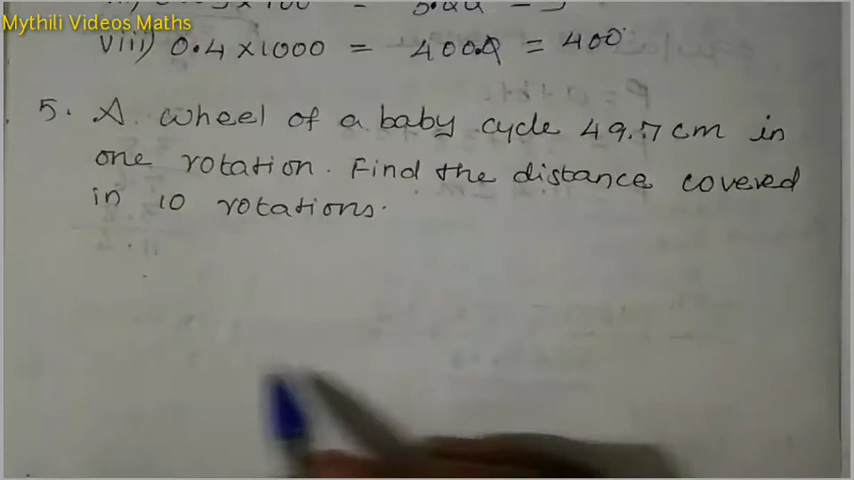 Mythili Videos Maths
viii) 0.4 × 1000 = 400.0 = 400
5. A wheel of a baby cycle 49.7 cm in
one rotation. Find the distance covered
in 10 rotations.